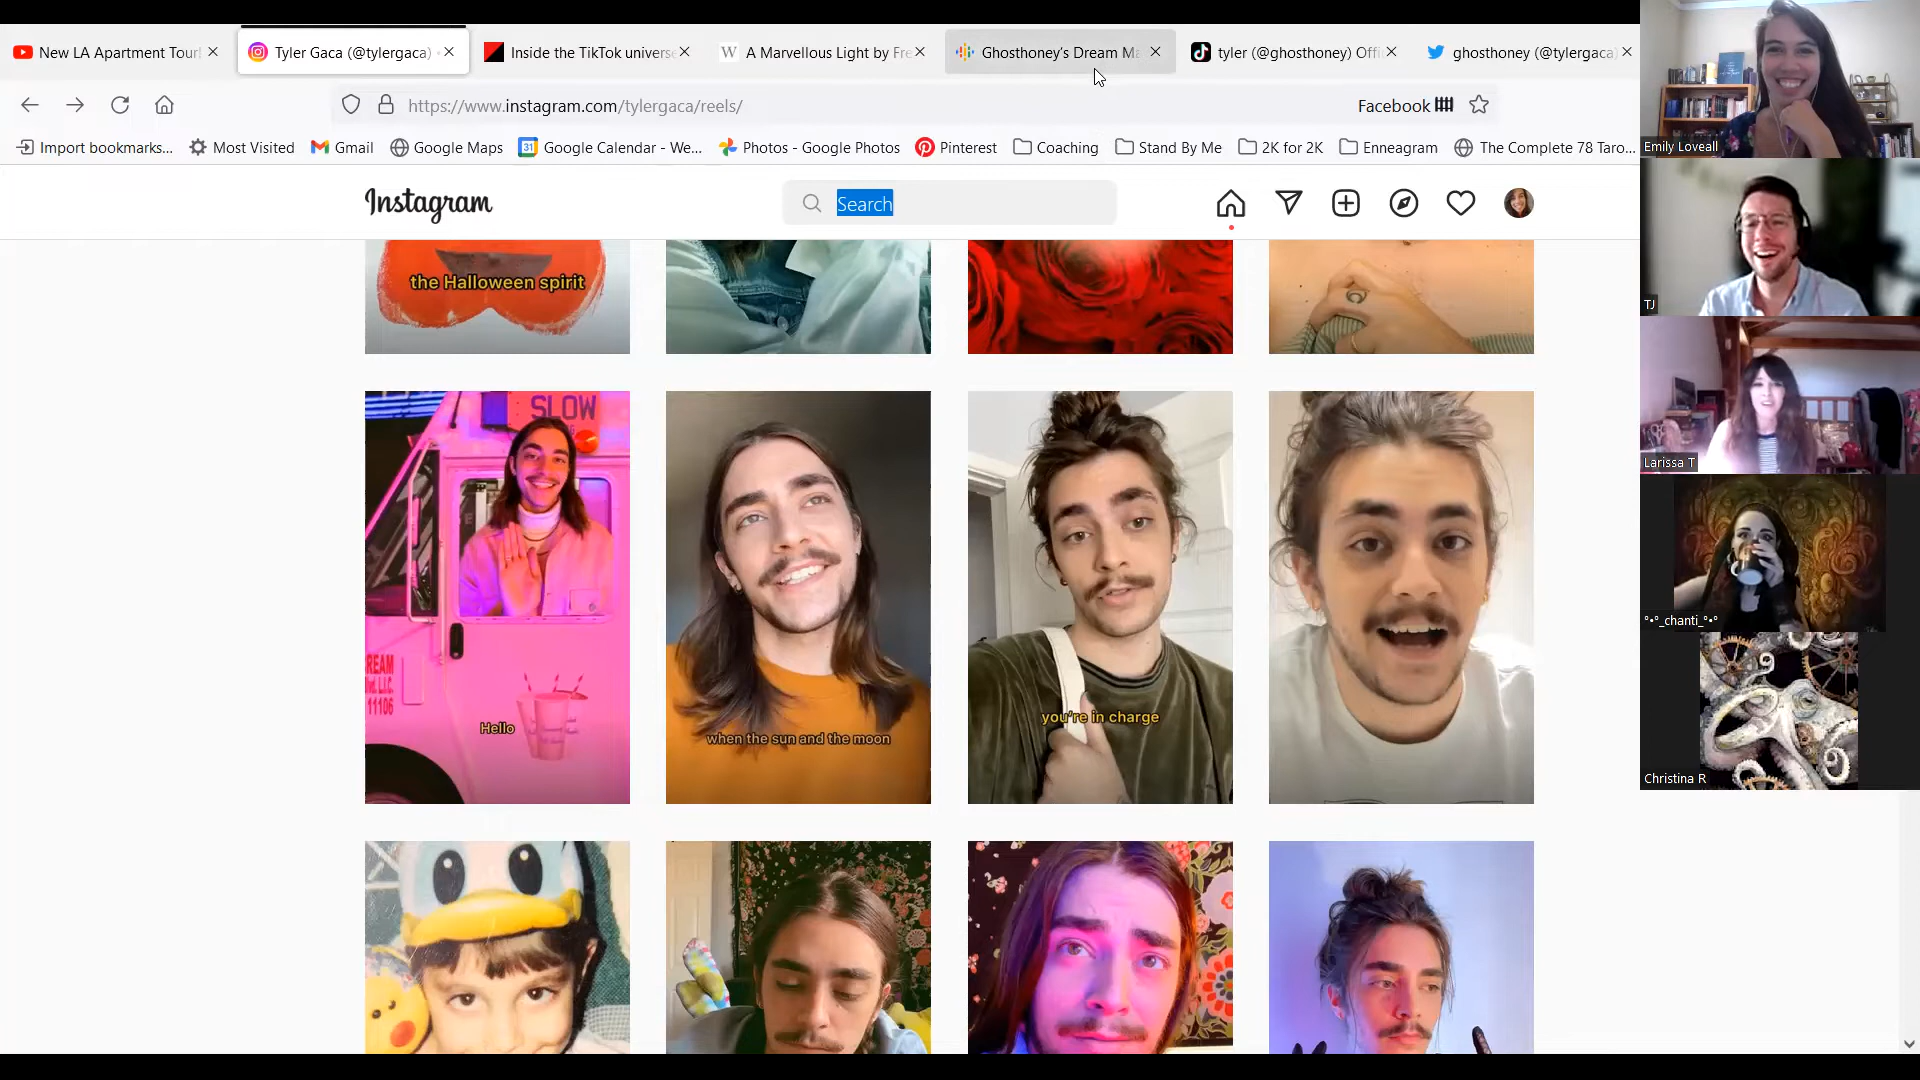 New LA Apartment Tour!
Tyler Gaca (@tylergaca)
Inside the TikTok universe
A Marvellous Light by Fre
Ghosthoney's Dream Ma
tyler (@ghosthoney) Offi
ghosthoney (@tylergaca)
https://www.instagram.com/tylergaca/reels/
Facebook
Import bookmarks...
Most Visited
Gmail
Google Maps
31
Google Calendar - We...
Photos - Google Photos
Pinterest
Coaching
Stand By Me
2K for 2K
Enneagram
The Complete 78 Taro...
Instagram
Search
the Halloween spirit
SLOW
REAM
11106
Hello
when the sun and the moon
you're in charge
Emily Loveall
TJ
Larissa T
°•°_chanti_°•°
Christina R